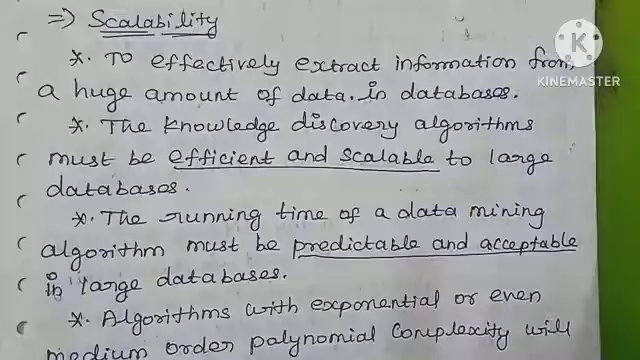 => Scalability
*. To effectively extract information from
a huge amount of data. in databases.
*. The knowledge discovery algorithms
must be efficient and scalable to large
databases.
*. The running time of a data mining
algorithm must be predictable and acceptable
in large databases.
*. Algorithms with exponential or even
medium order polynomial complexity will
K
KINEMASTER